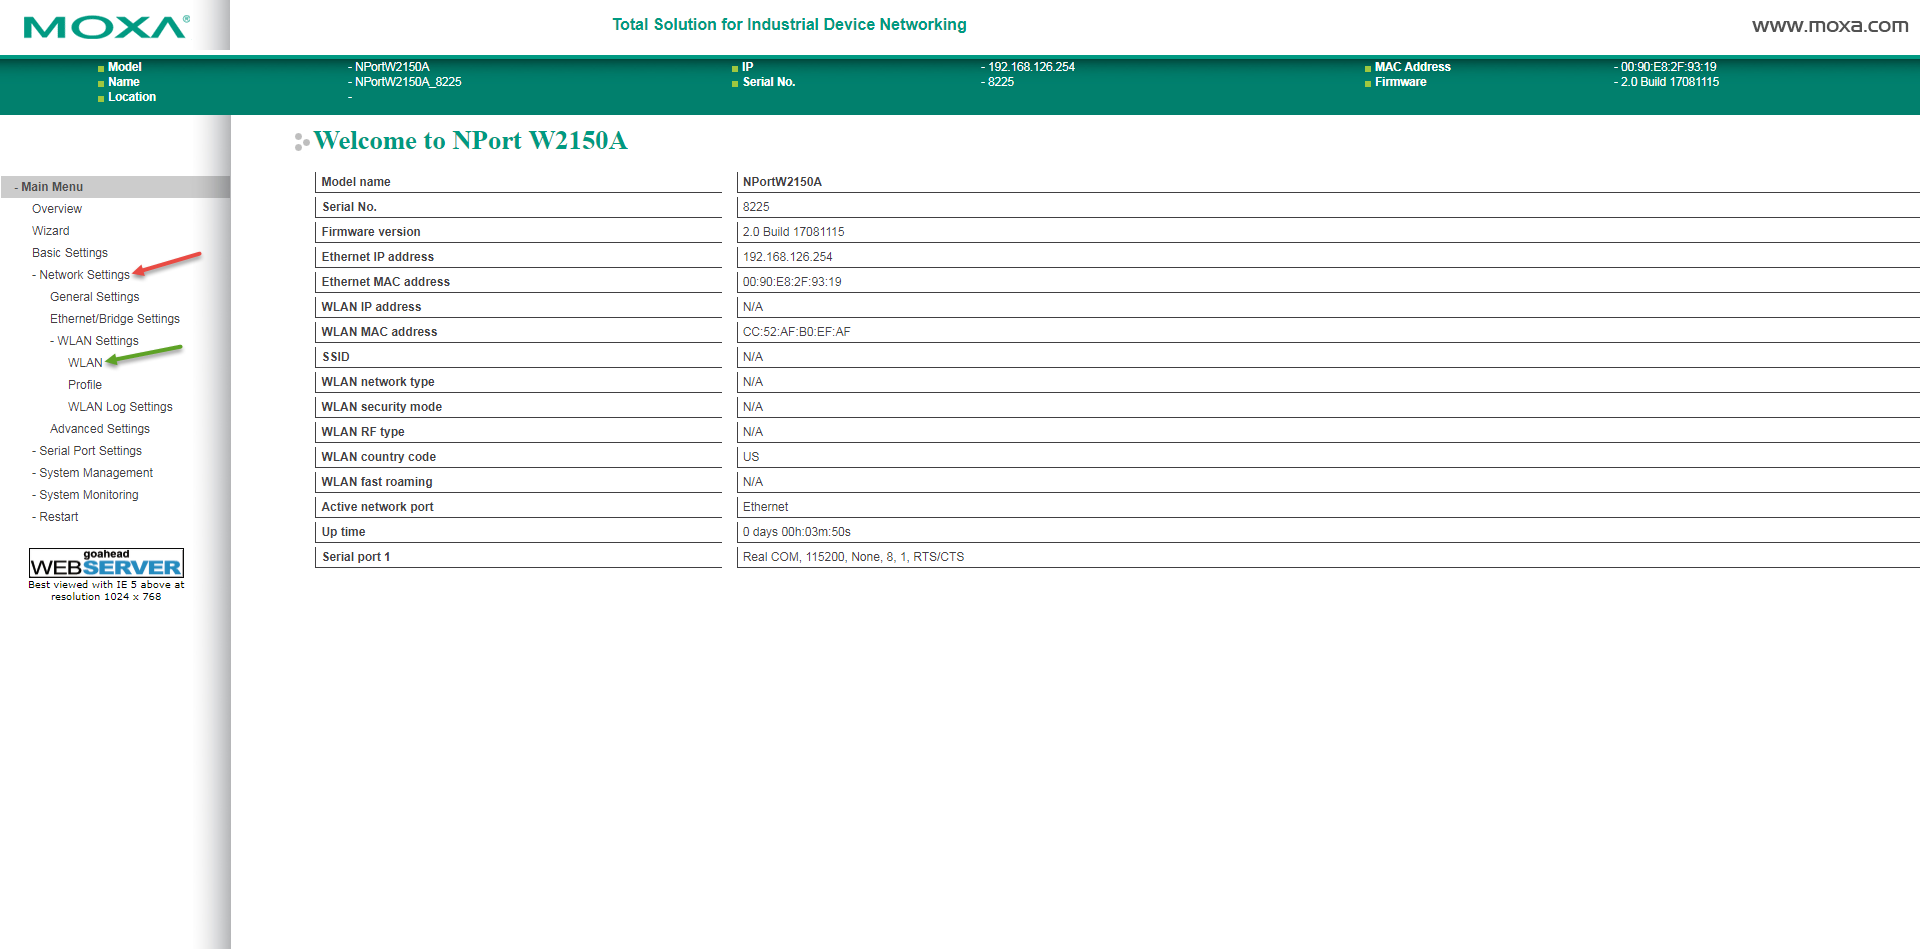 MOXA®
Total Solution for Industrial Device Networking
www.moxa.com
Model - NPortW2150A IP - 192.168.126.254 MAC Address - 00:90:E8:2F:93:19
Name - NPortW2150A_8225 Serial No. - 8225 Firmware - 2.0 Build 17081115
Location -
Welcome to NPort W2150A
- Main Menu
Overview
Wizard
Basic Settings
- Network Settings
General Settings
Ethernet/Bridge Settings
- WLAN Settings
WLAN
Profile
WLAN Log Settings
Advanced Settings
- Serial Port Settings
- System Management
- System Monitoring
- Restart
goahead
WEBSERVER
Best viewed with IE 5 above at
resolution 1024 x 768
Model name NPortW2150A
Serial No. 8225
Firmware version 2.0 Build 17081115
Ethernet IP address 192.168.126.254
Ethernet MAC address 00:90:E8:2F:93:19
WLAN IP address N/A
WLAN MAC address CC:52:AF:B0:EF:AF
SSID N/A
WLAN network type N/A
WLAN security mode N/A
WLAN RF type N/A
WLAN country code US
WLAN fast roaming N/A
Active network port Ethernet
Up time 0 days 00h:03m:50s
Serial port 1 Real COM, 115200, None, 8, 1, RTS/CTS